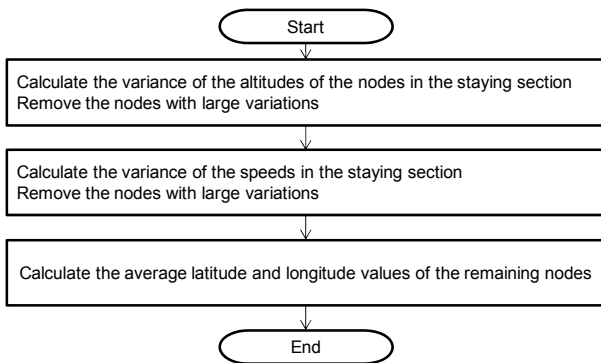 Start
Calculate the variance of the altitudes of the nodes in the staying section
Remove the nodes with large variations
Calculate the variance of the speeds in the staying section
Remove the nodes with large variations
Calculate the average latitude and longitude values of the remaining nodes
End